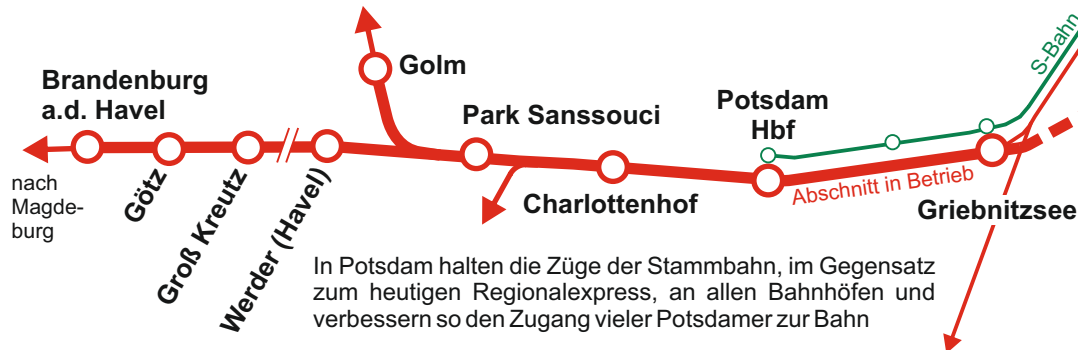 Brandenburg
a.d. Havel
Golm
Park Sanssouci
Potsdam
Hbf
S-Bahn
nach
Magde-
burg
Götz
Groß Kreutz
Werder (Havel)
Charlottenhof
Abschnitt in Betrieb
Griebnitzsee
In Potsdam halten die Züge der Stammbahn, im Gegensatz
zum heutigen Regionalexpress, an allen Bahnhöfen und
verbessern so den Zugang vieler Potsdamer zur Bahn